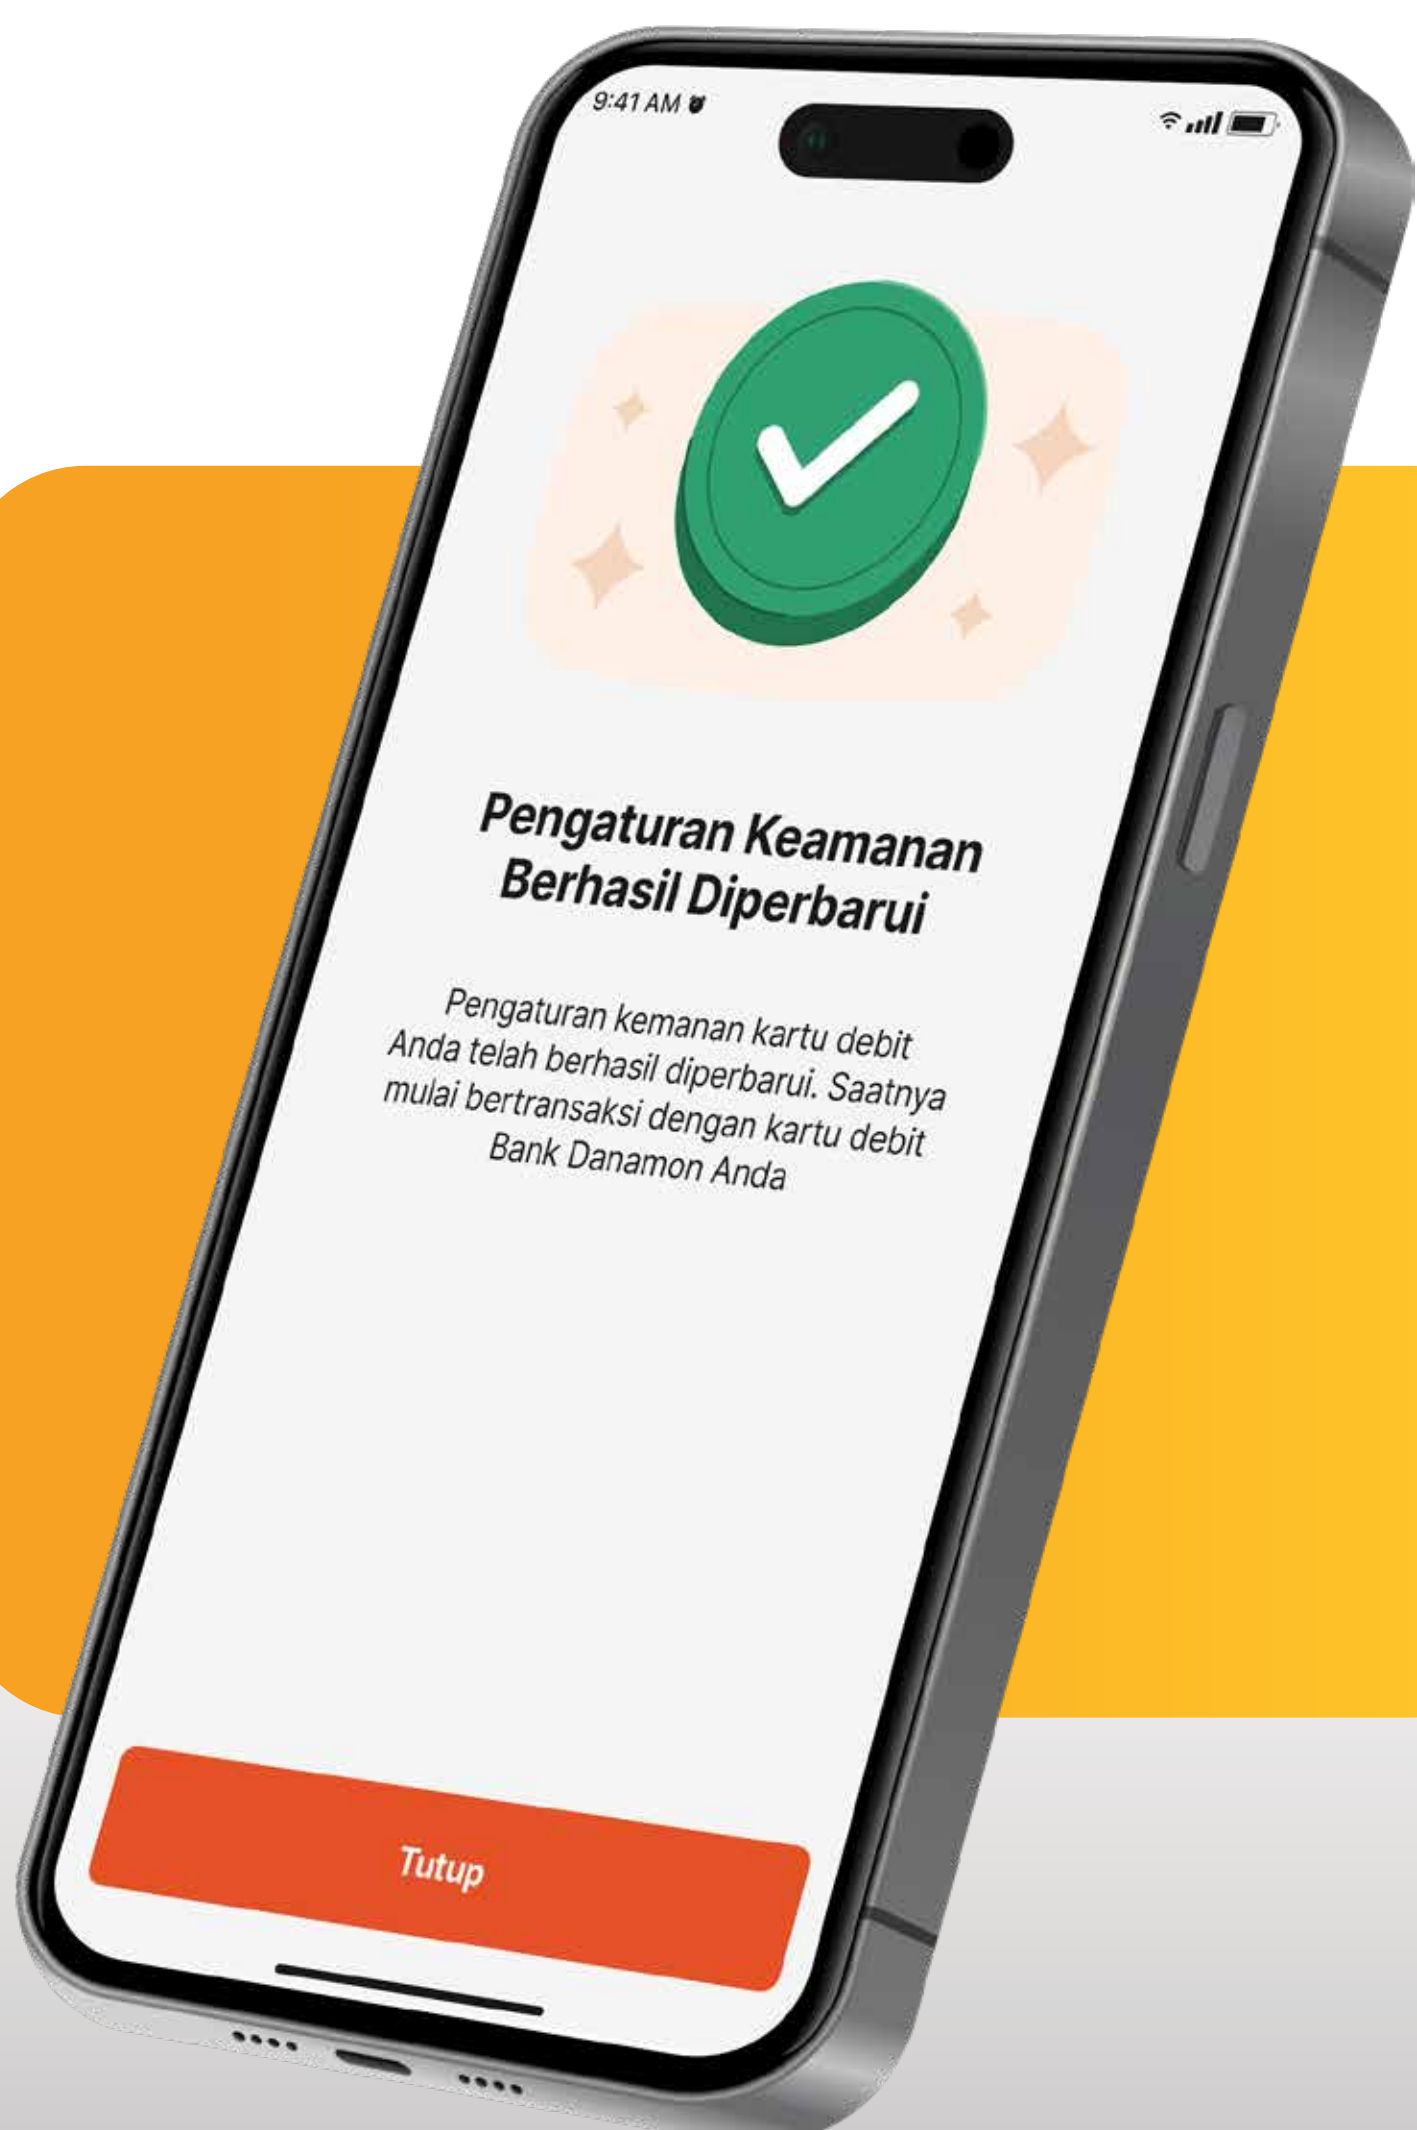 9:41 AM
Pengaturan Keamanan
Berhasil Diperbarui
Pengaturan kemanan kartu debit
Anda telah berhasil diperbarui. Saatnya
mulai bertransaksi dengan kartu debit
Bank Danamon Anda
Tutup